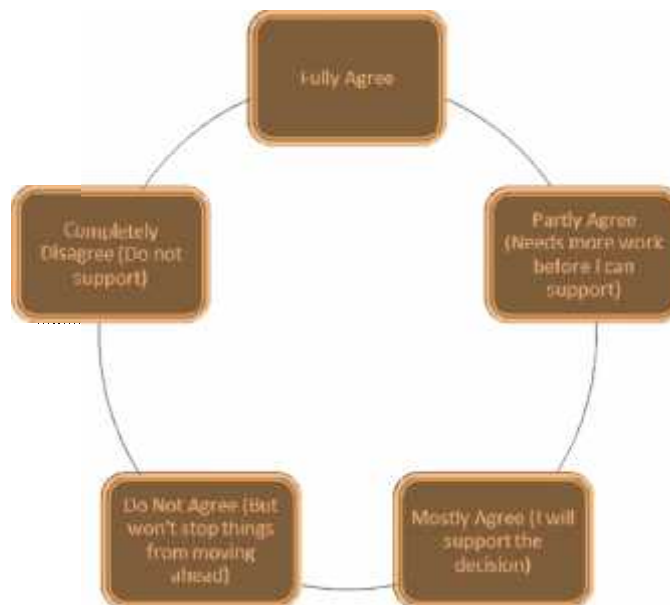 Fully Agree
Partly Agree
(Needs more work
before I can
support)
Mostly Agree (I will
support the
decision)
Do Not Agree (But
won't stop things
from moving
ahead)
Completely
Disagree (Do not
support)